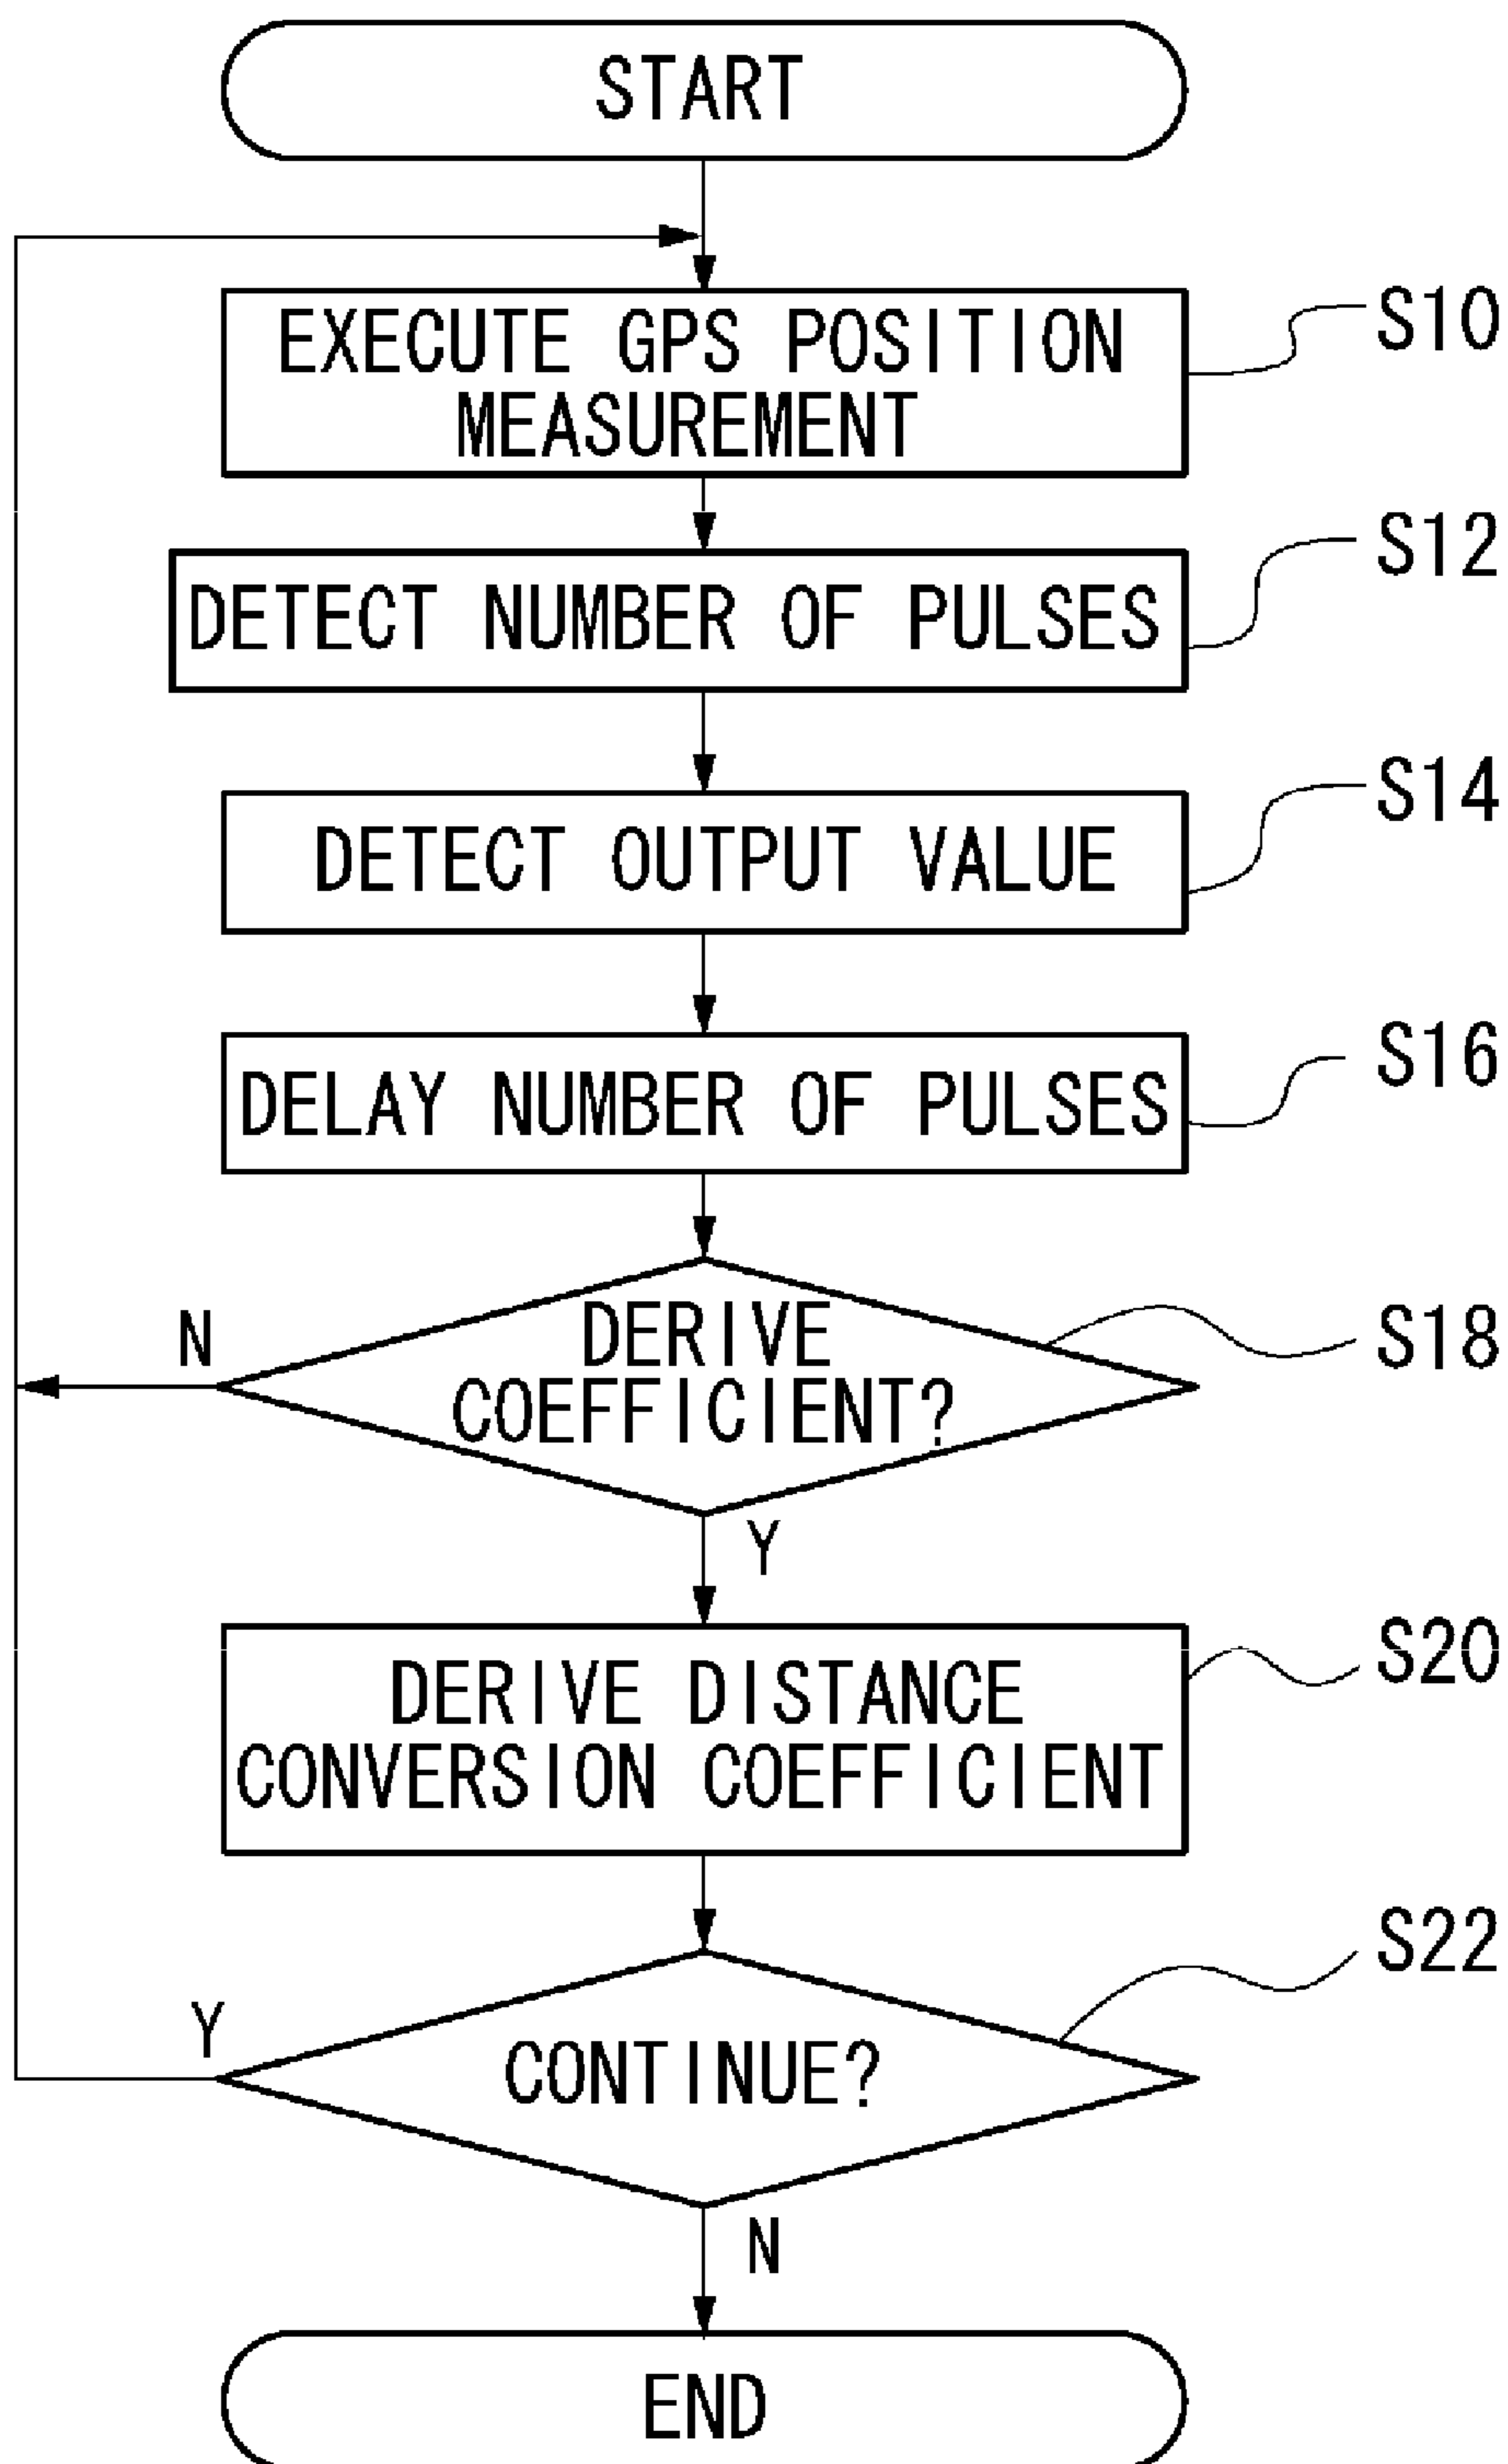 START
EXECUTE GPS POSITION
MEASUREMENT
S10
DETECT NUMBER OF PULSES
S12
DETECT OUTPUT VALUE
S14
DELAY NUMBER OF PULSES
S16
DERIVE
COEFFICIENT?
S18
N
Y
DERIVE DISTANCE
CONVERSION COEFFICIENT
S20
CONTINUE?
S22
Y
N
END